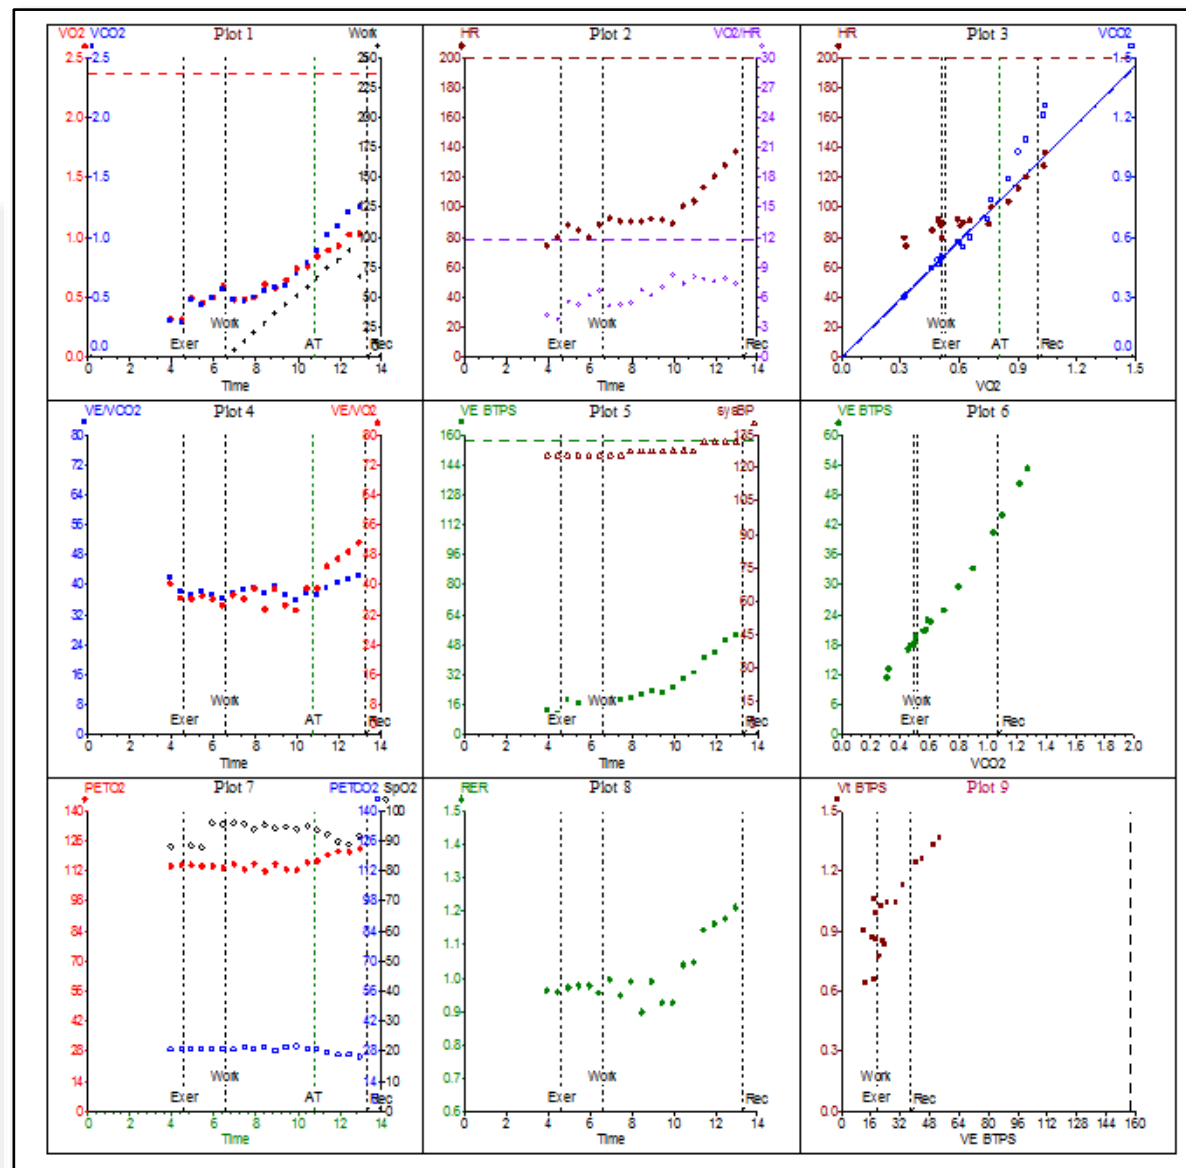 VO2 VCO2 Plot 1 Work
2.5 2.5 250
225
2.0 2.0 200
175
1.5 1.5 150
125
1.0 1.0 100
75
0.5 0.5 50
Work 25
0.0 0.0 Exer AT Rec 0
0 2 4 6 8 10 12 14
Time
HR Plot 2 VO2/HR
200 30
180 27
160 24
140 21
120 18
100 15
80 12
60 9
40 6
20 Work 3
0 Exer Rec 0
0 2 4 6 8 10 12 14
Time
HR Plot 3 VCO2
200 1.5
180
160 1.2
140
120 0.9
100
80 0.6
60
40 0.3
20 Work
0 Exer AT Rec 0.0
0.0 0.3 0.6 0.9 1.2 1.5
VO2
VE/VCO2 Plot 4 VE/VO2
80 80
72 72
64 64
56 56
48 48
40 40
32 32
24 24
16 16
8 Work 8
0 Exer AT Rec 0
0 2 4 6 8 10 12 14
Time
VE BTPS Plot 5 sysBP
160 135
144 120
128 105
112 90
96 75
80 60
64 45
48 30
32 15
16 Work
0 Exer Rec
0 2 4 6 8 10 12 14
Time
VE BTPS Plot 6
60
54
48
42
36
30
24
18
12
6 Work
0 Exer Rec
0.0 0.2 0.4 0.6 0.8 1.0 1.2 1.4 1.6 1.8 2.0
VCO2
PETO2 Plot 7 PETCO2 SpO2
140 140 100
126 126 90
112 112 80
98 98 70
84 84 60
70 70 50
56 56 40
42 42 30
28 28 20
14 Work 14 10
0 Exer AT Rec 0 0
0 2 4 6 8 10 12 14
Time
RER Plot 8
1.5
1.4
1.3
1.2
1.1
1.0
0.9
0.8
0.7 Work
0.6 Exer Rec
0 2 4 6 8 10 12 14
Time
Vt BTPS Plot 9
1.5
1.2
0.9
0.6
0.3
Work
0.0 Exer Rec
0 16 32 48 64 80 96 112 128 144 160
VE BTPS